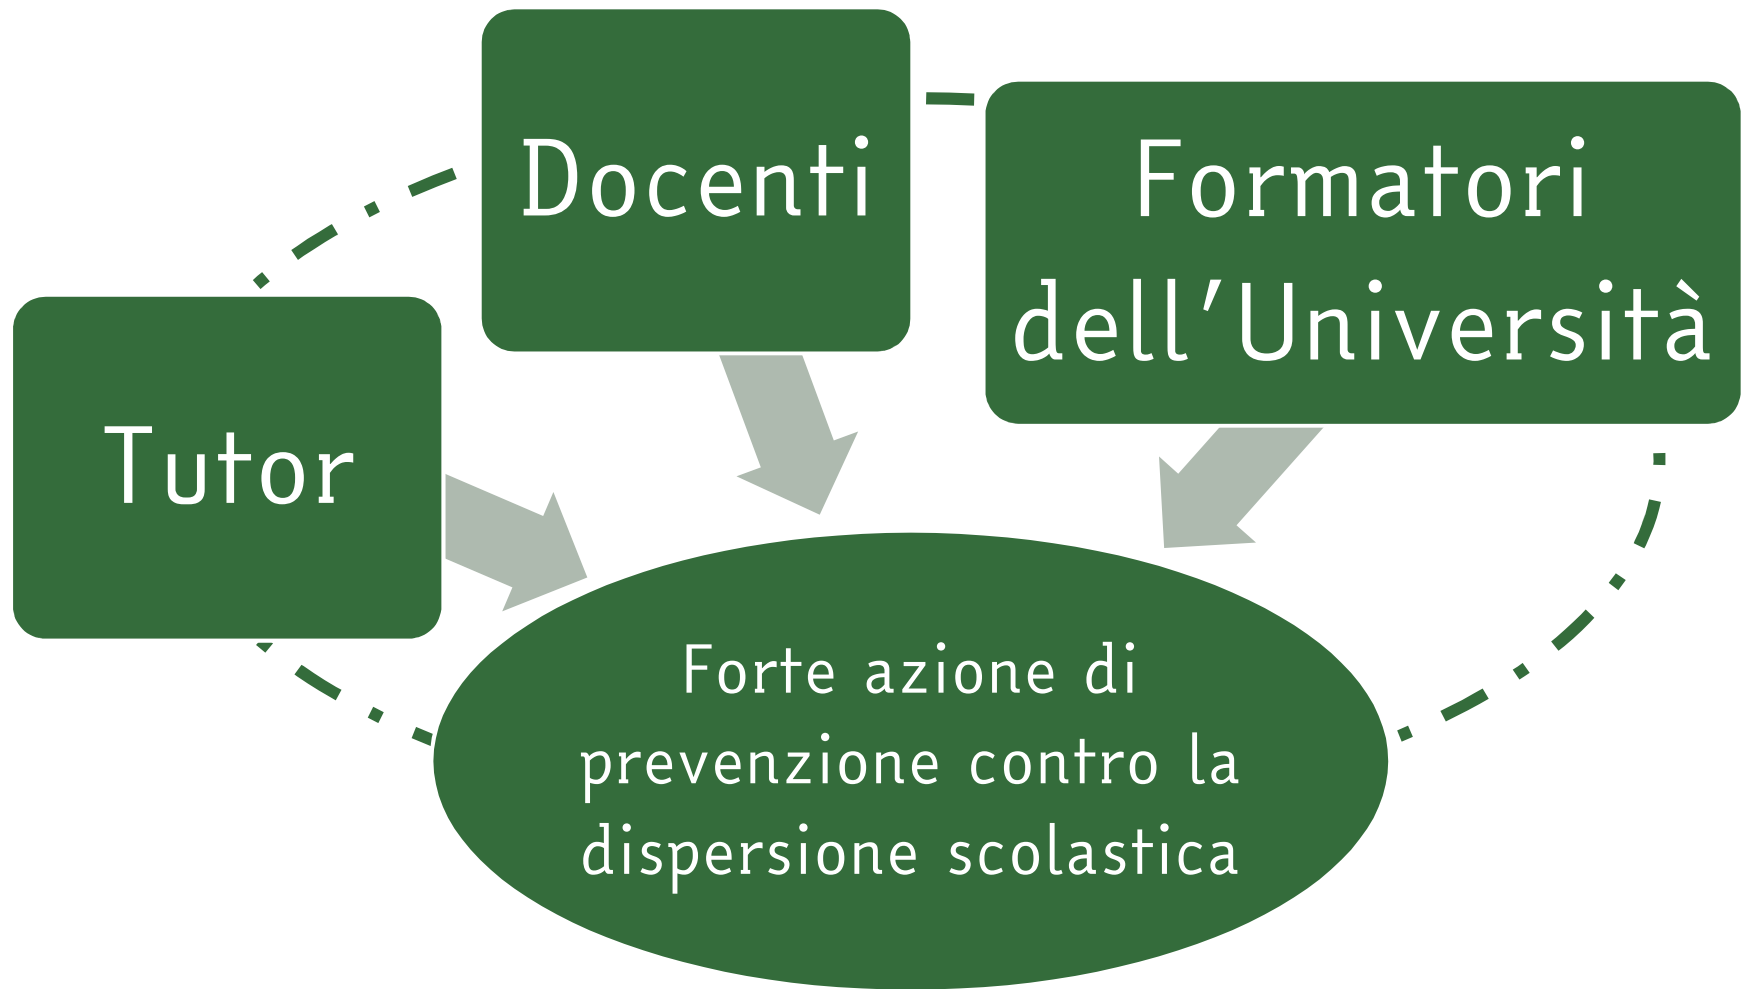 Docenti
Formatori
dell’Università
Tutor
Forte azione di
prevenzione contro la
dispersione scolastica